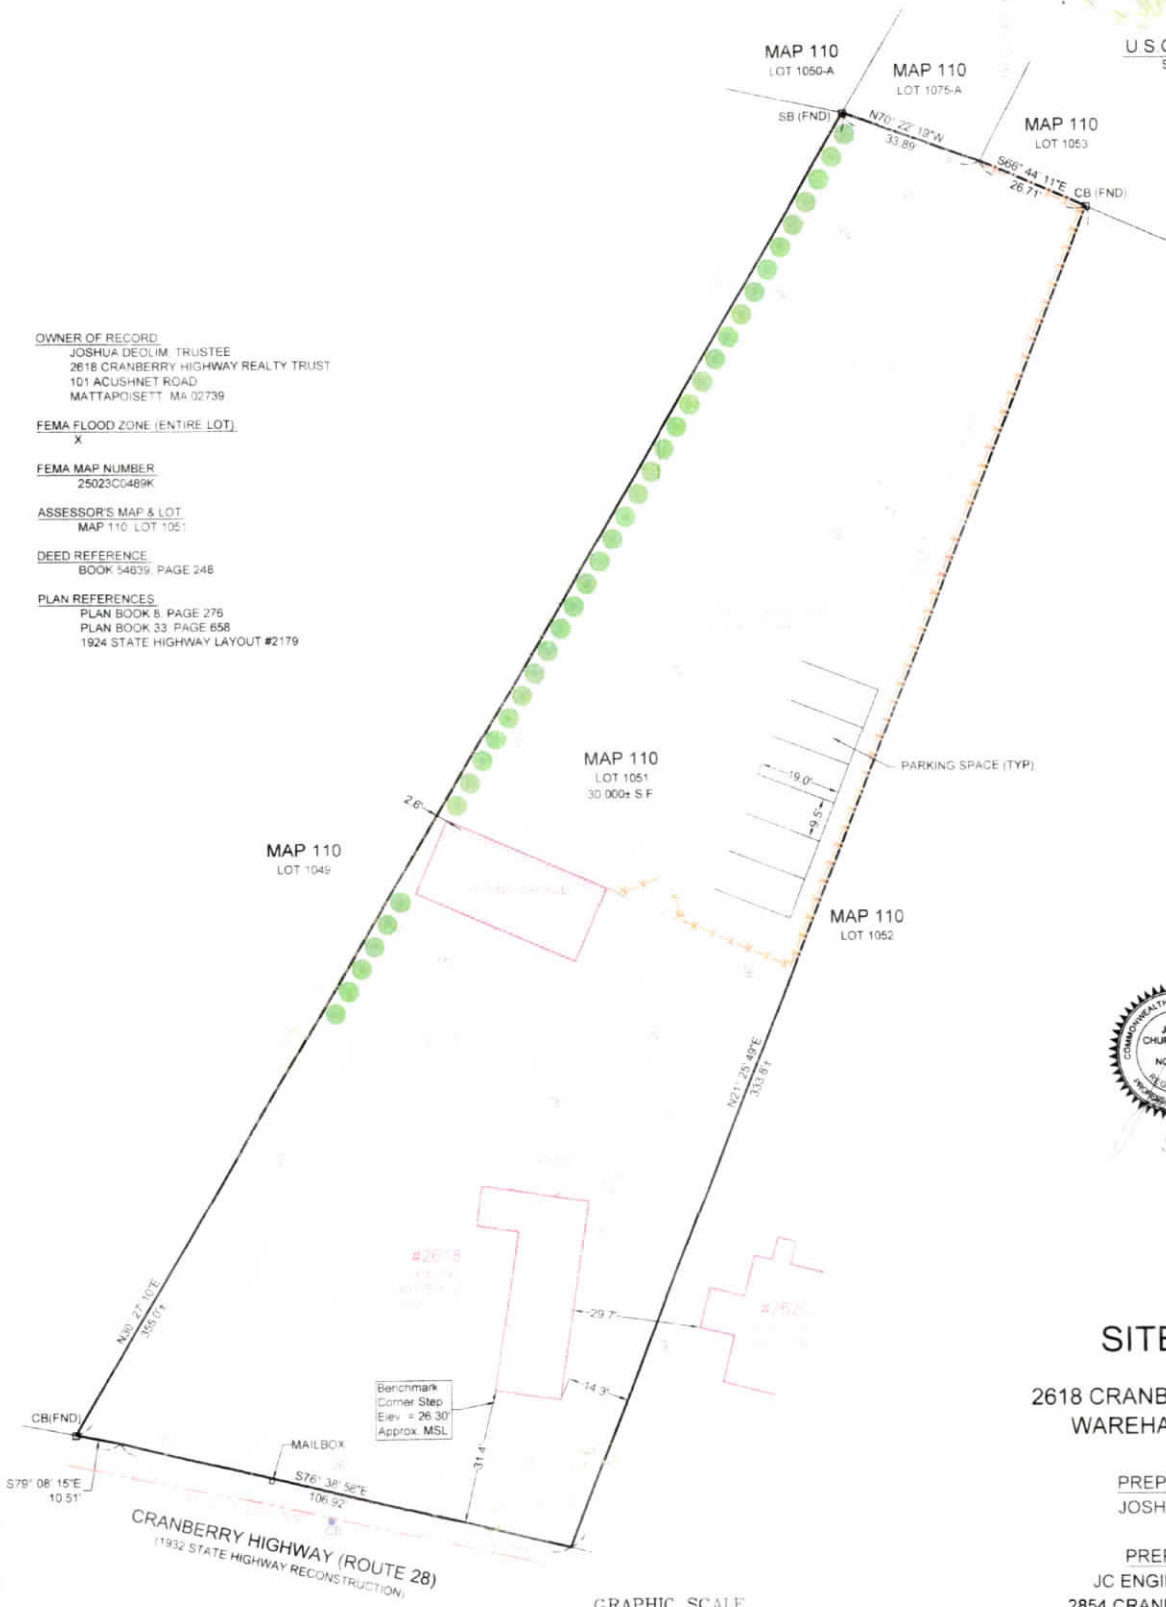 U.S.
MAP 110
LOT 1050-A
MAP 110
LOT 1075-A
MAP 110
LOT 1053
SB (FND)
N70° 22' 19"W
33.89'
S66° 44' 11"E
26.71'
CB (FND)
OWNER OF RECORD
JOSHUA DEOLIM, TRUSTEE
2618 CRANBERRY HIGHWAY REALTY TRUST
101 ACUSHNET ROAD
MATTAPOISETT, MA 02739
FEMA FLOOD ZONE (ENTIRE LOT)
X
FEMA MAP NUMBER
25023C0489K
ASSESSOR'S MAP & LOT
MAP 110 LOT 1051
DEED REFERENCE
BOOK 54639, PAGE 248
PLAN REFERENCES
PLAN BOOK 8, PAGE 276
PLAN BOOK 33, PAGE 658
1924 STATE HIGHWAY LAYOUT #2179
MAP 110
LOT 1051
30,000± S.F.
PARKING SPACE (TYP)
19.0'
9.5'
2.6'
MAP 110
LOT 1049
MAP 110
LOT 1052
COMMONWEALTH
N21° 25' 49"E
333.8'±
#2618
29.7'
14.3'
31.4'
N30° 27' 10"E
355.0'±
Benchmark
Corner Step
Elev. = 26.30'
Approx. MSL
CB(FND)
MAILBOX
S79° 08' 15"E
10.51'
S76° 38' 58"E
106.92'
CRANBERRY HIGHWAY (ROUTE 28)
(1932 STATE HIGHWAY RECONSTRUCTION)
GRAPHIC SCALE
SITE
2618 CRANB
WAREHA
PREP
JOSH
PREP
JC ENGI
2854 CRAN